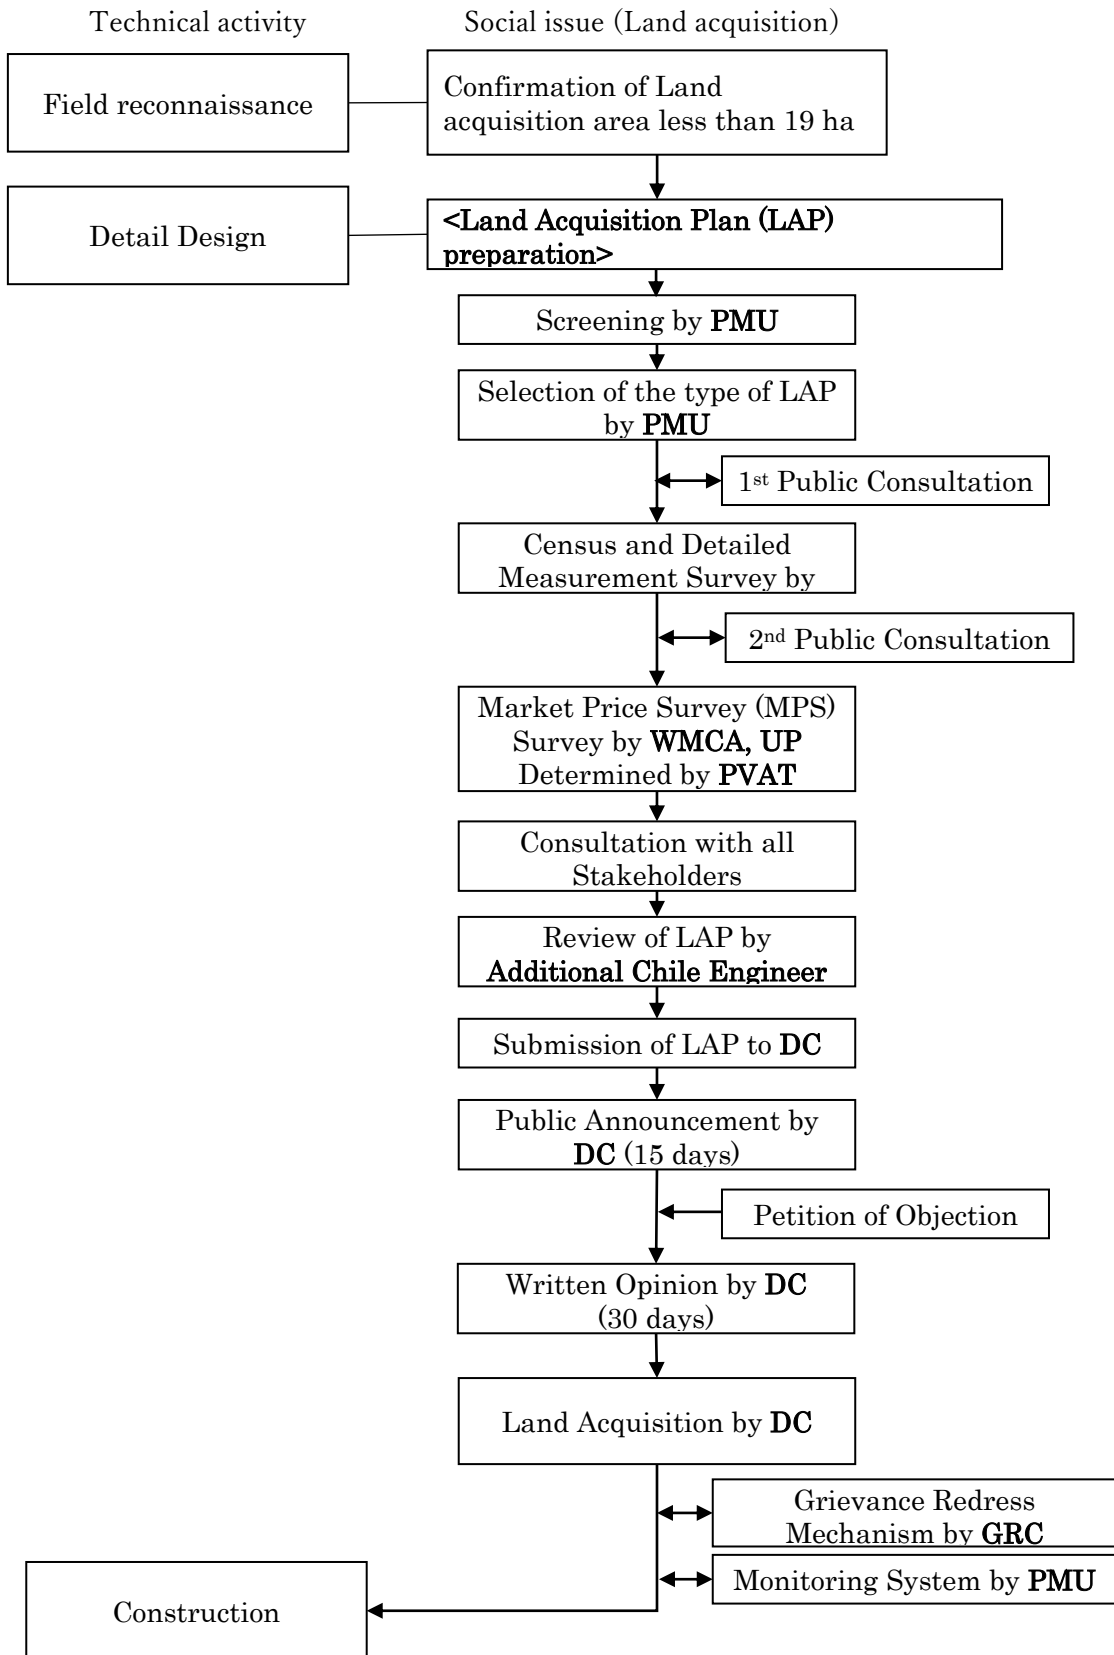 Technical activity
Social issue (Land acquisition)
Field reconnaissance
Confirmation of Land
acquisition area less than 19 ha
Detail Design
<Land Acquisition Plan (LAP)
preparation>
Screening by PMU
Selection of the type of LAP
by PMU
1st Public Consultation
Census and Detailed
Measurement Survey by
2nd Public Consultation
Market Price Survey (MPS)
Survey by WMCA, UP
Determined by PVAT
Consultation with all
Stakeholders
Review of LAP by
Additional Chile Engineer
Submission of LAP to DC
Public Announcement by
DC (15 days)
Petition of Objection
Written Opinion by DC
(30 days)
Land Acquisition by DC
Grievance Redress
Mechanism by GRC
Monitoring System by PMU
Construction